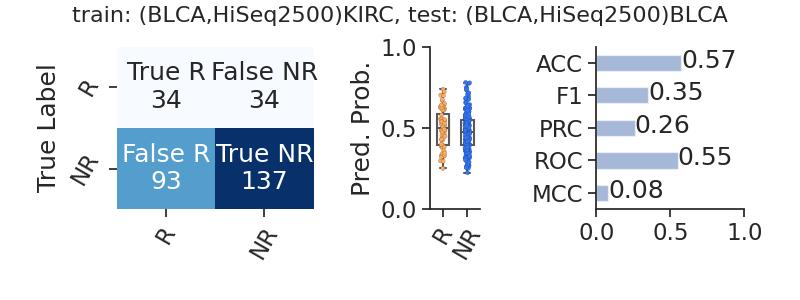 train: (BLCA,HiSeq2500)KIRC, test: (BLCA,HiSeq2500)BLCA
True Label
R
NR
True R
34
False NR
34
False R
93
True NR
137
R
NR
Pred. Prob.
1.0
0.5
0.0
R
NR
ACC
0.57
F1
0.35
PRC
0.26
ROC
0.55
MCC
0.08
0.0
0.5
1.0